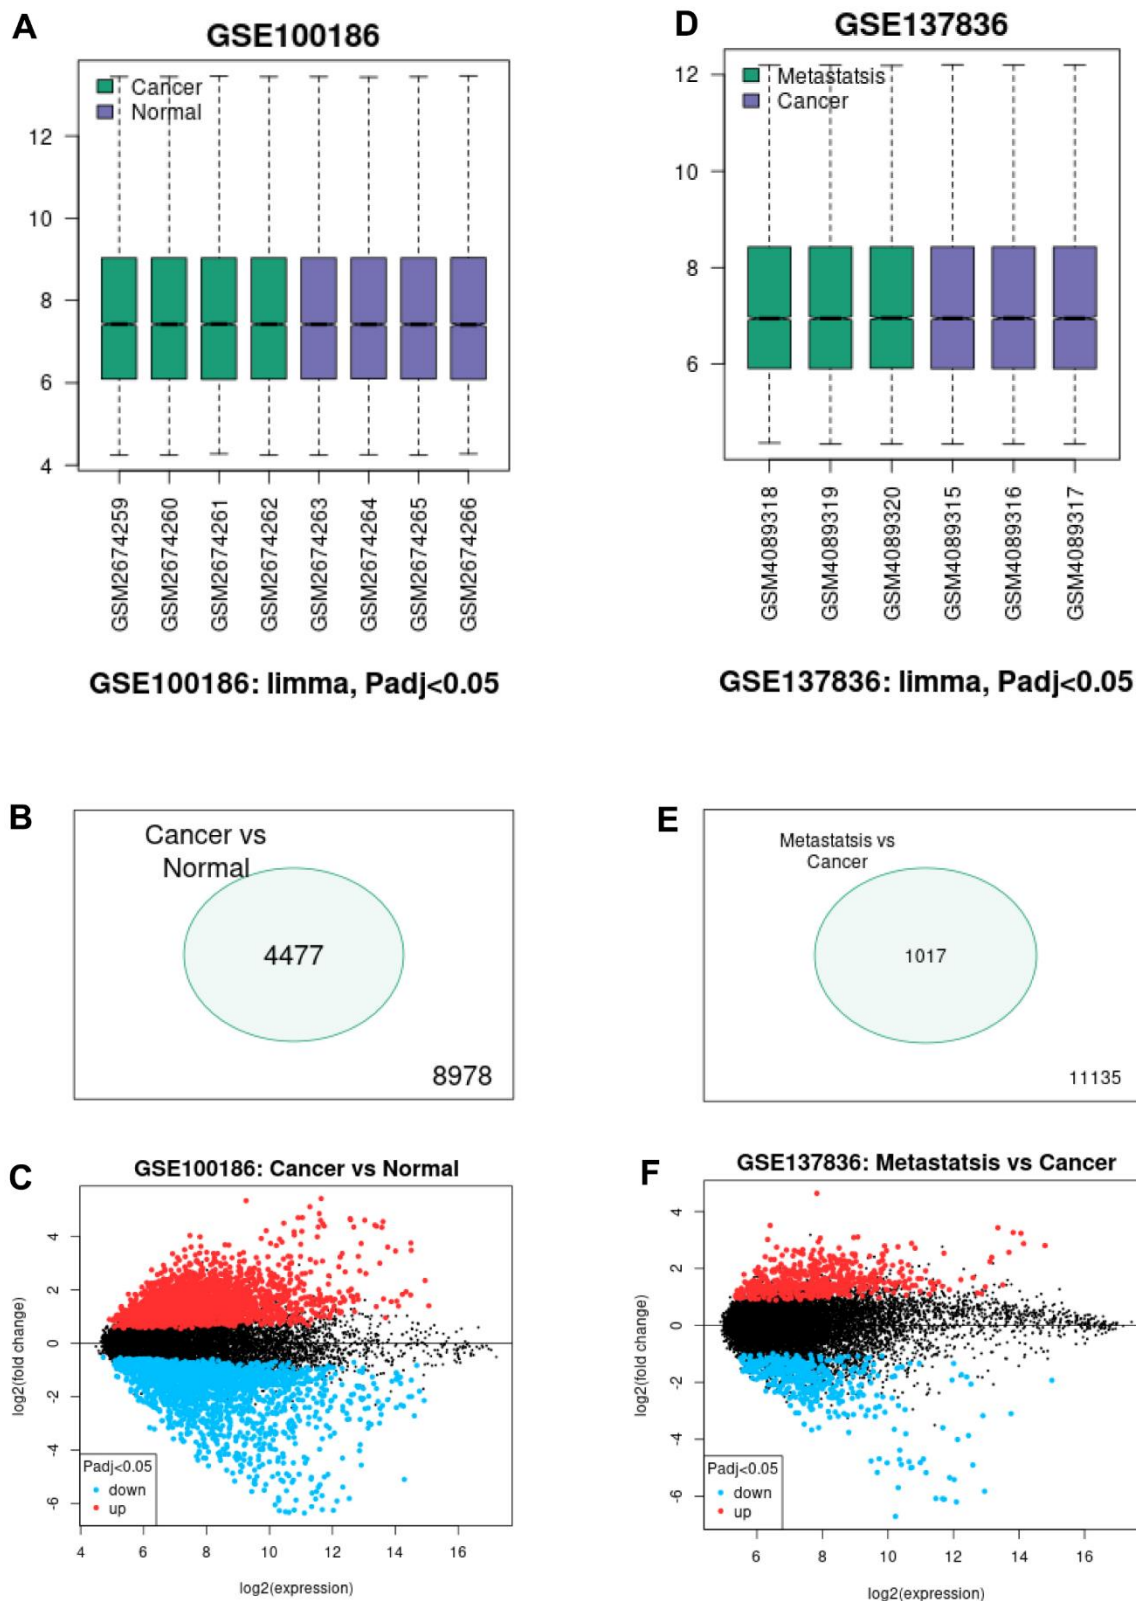 A
GSE100186
Cancer
Normal
12
10
8
6
4
GSM2674259
GSM2674260
GSM2674261
GSM2674262
GSM2674263
GSM2674264
GSM2674265
GSM2674266
GSE100186: limma, Padj<0.05
D
GSE137836
Metastatsis
Cancer
12
10
8
6
GSM4089318
GSM4089319
GSM4089320
GSM4089315
GSM4089316
GSM4089317
GSE137836: limma, Padj<0.05
B
Cancer vs
Normal
4477
8978
E
Metastatsis vs
Cancer
1017
11135
C
GSE100186: Cancer vs Normal
log2(fold change)
4
2
0
-2
-4
-6
Padj<0.05
down
up
4 6 8 10 12 14 16
log2(expression)
F
GSE137836: Metastatsis vs Cancer
log2(fold change)
4
2
0
-2
-4
-6
Padj<0.05
down
up
6 8 10 12 14 16
log2(expression)